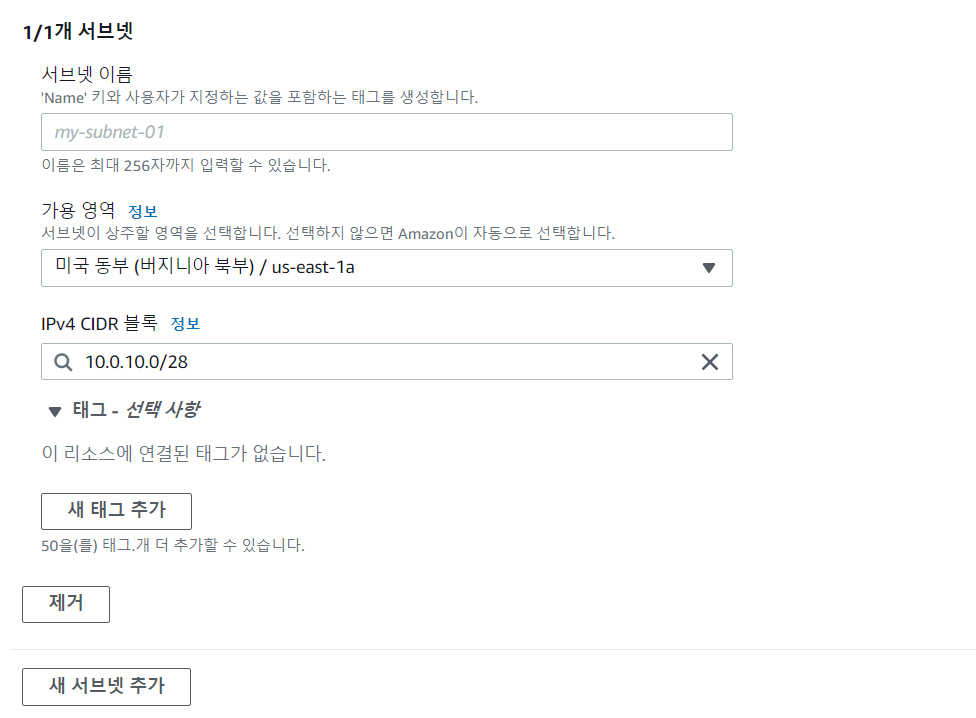 1/1개 서브넷
서브넷 이름
'Name' 키와 사용자가 지정하는 값을 포함하는 태그를 생성합니다.
my-subnet-01
이름은 최대 256자까지 입력할 수 있습니다.
가용 영역 정보
서브넷이 상주할 영역을 선택합니다. 선택하지 않으면 Amazon이 자동으로 선택합니다.
미국 동부 (버지니아 북부) / us-east-1a
IPv4 CIDR 블록 정보
10.0.10.0/28
태그 - 선택 사항
이 리소스에 연결된 태그가 없습니다.
새 태그 추가
50을(를) 태그.개 더 추가할 수 있습니다.
제거
새 서브넷 추가